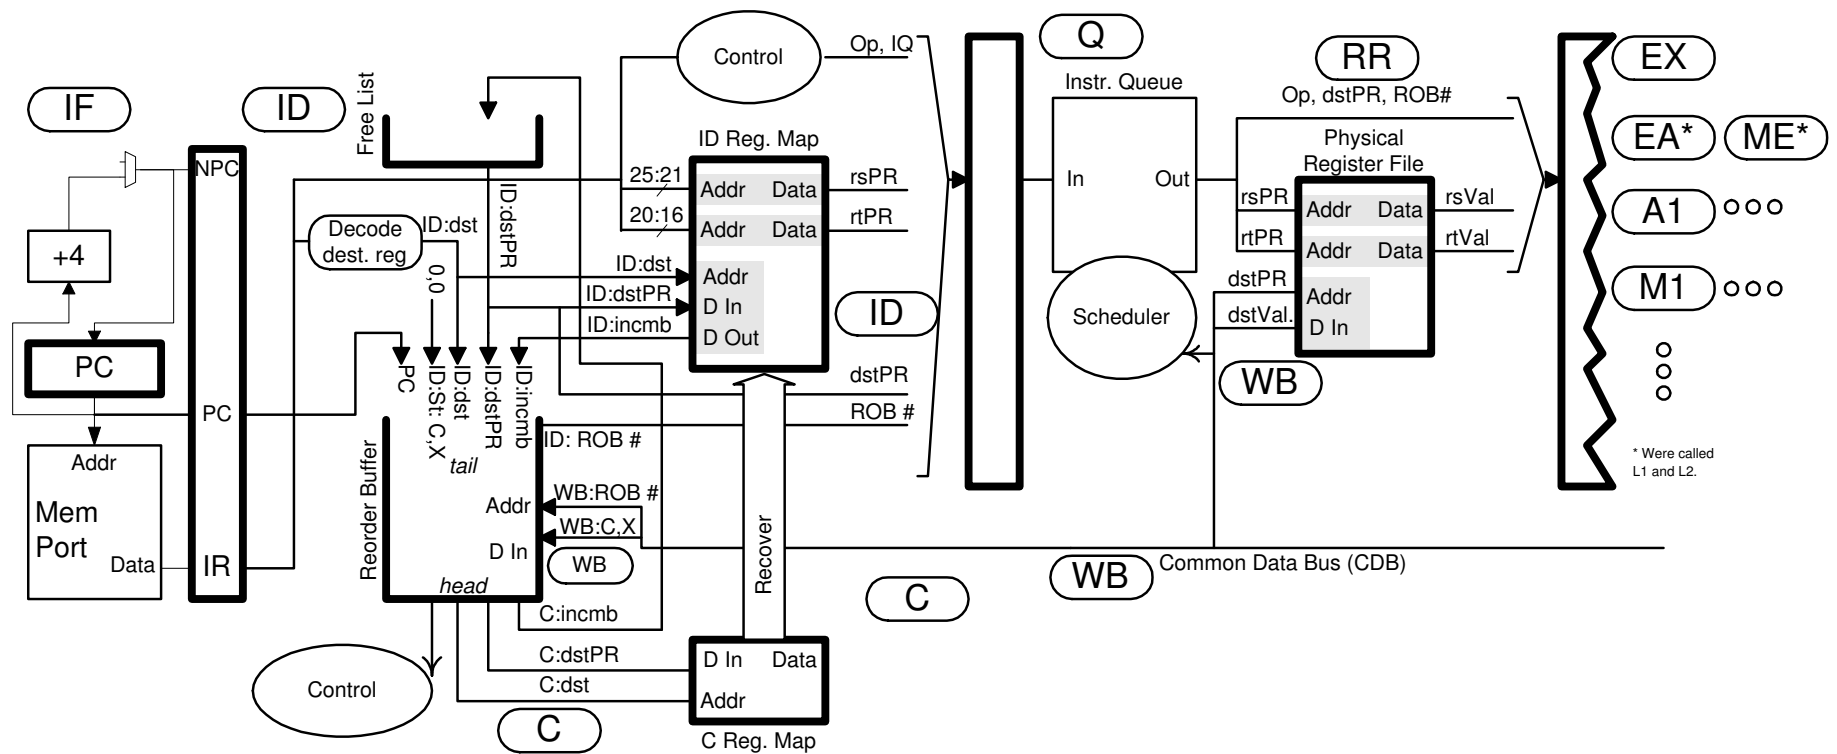 IF
ID
Free List
Control
Op, IQ
Q
Instr. Queue
In
Out
Scheduler
RR
Op, dstPR, ROB#
Physical
Register File
rsPR
Addr
Data
rsVal
rtPR
Addr
Data
rtVal
dstPR
Addr
dstVal.
D In
WB
EX
EA*
ME*
A1
M1
* Were called
L1 and L2.
NPC
+4
PC
PC
IR
Addr
Mem
Port
Data
Decode
dest. reg
ID:dst
ID:dstPR
0,0
ID Reg. Map
25:21
Addr
Data
rsPR
20:16
Addr
Data
rtPR
ID:dst
Addr
ID:dstPR
D In
ID:incmb
D Out
ID
dstPR
ROB #
PC
ID:St: C,X
ID:dst
ID:dstPR
ID:incmb
ID: ROB #
tail
Reorder Buffer
Addr
WB:ROB #
D In
WB:C,X
WB
head
C:incmb
Recover
C
WB
Common Data Bus (CDB)
Control
C:dstPR
C:dst
C
D In
Data
Addr
C Reg. Map